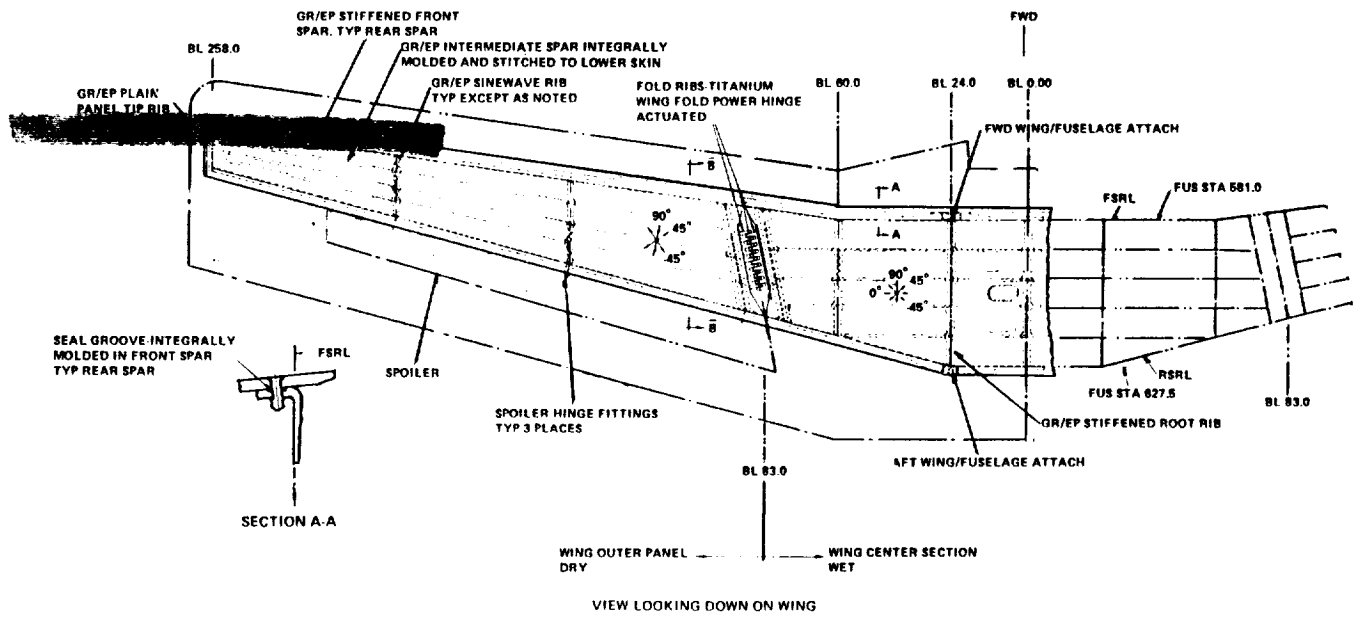 GR/EP STIFFENED FRONT
SPAR, TYP REAR SPAR
FWD
BL 258.0
GR/EP INTERMEDIATE SPAR INTEGRALLY
MOLDED AND STITCHED TO LOWER SKIN
GR/EP PLAIN
PANEL TIP RIB
GR/EP SINEWAVE RIB
TYP EXCEPT AS NOTED
FOLD RIBS-TITANIUM
WING FOLD POWER HINGE
ACTUATED
BL 60.0
BL 24.0
BL 0.00
FWD WING/FUSELAGE ATTACH
B
A
A
FSRL
FUS STA 581.0
90°
45°
45°
90°
0°
45°
45°
B
SEAL GROOVE-INTEGRALLY
MOLDED IN FRONT SPAR
TYP REAR SPAR
FSRL
SPOILER
SPOILER HINGE FITTINGS
TYP 3 PLACES
RSRL
FUS STA 627.5
BL 83.0
GR/EP STIFFENED ROOT RIB
AFT WING/FUSELAGE ATTACH
BL 83.0
SECTION A-A
WING OUTER PANEL
DRY
WING CENTER SECTION
WET
VIEW LOOKING DOWN ON WING